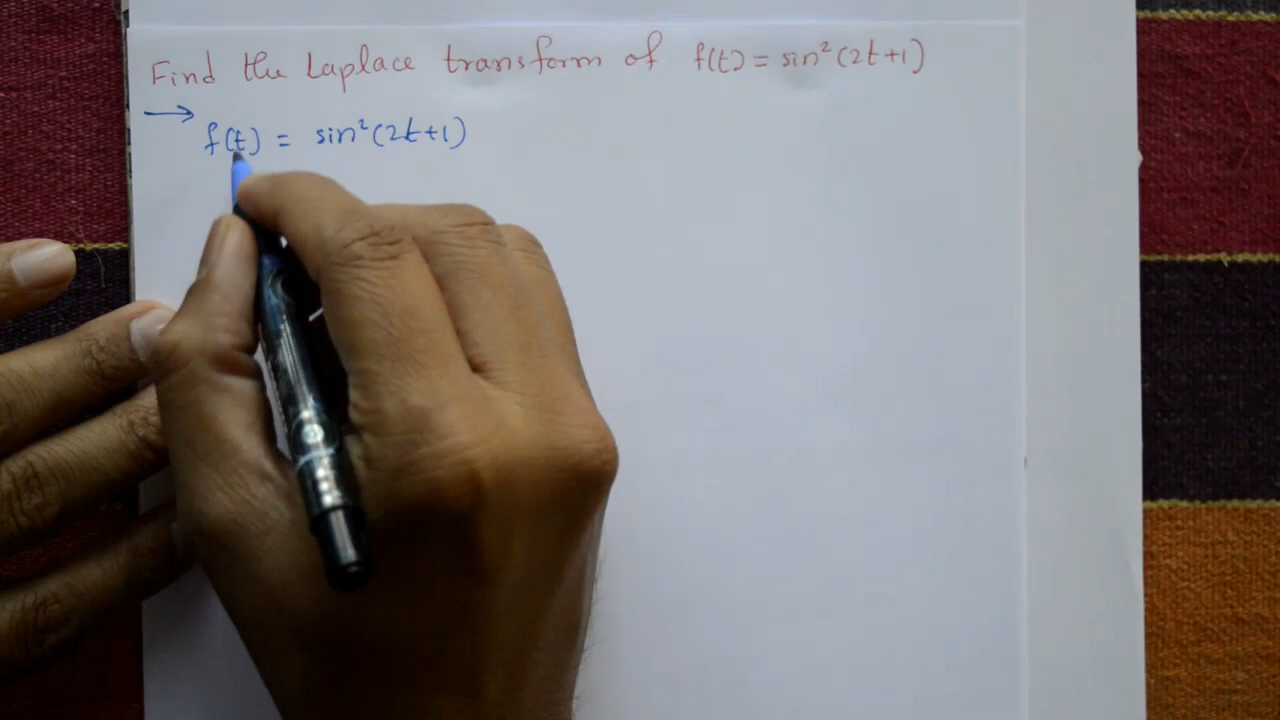 Find the Laplace transform of f(t) = sin²(2t+1)
→ f(t) = sin²(2t+1)